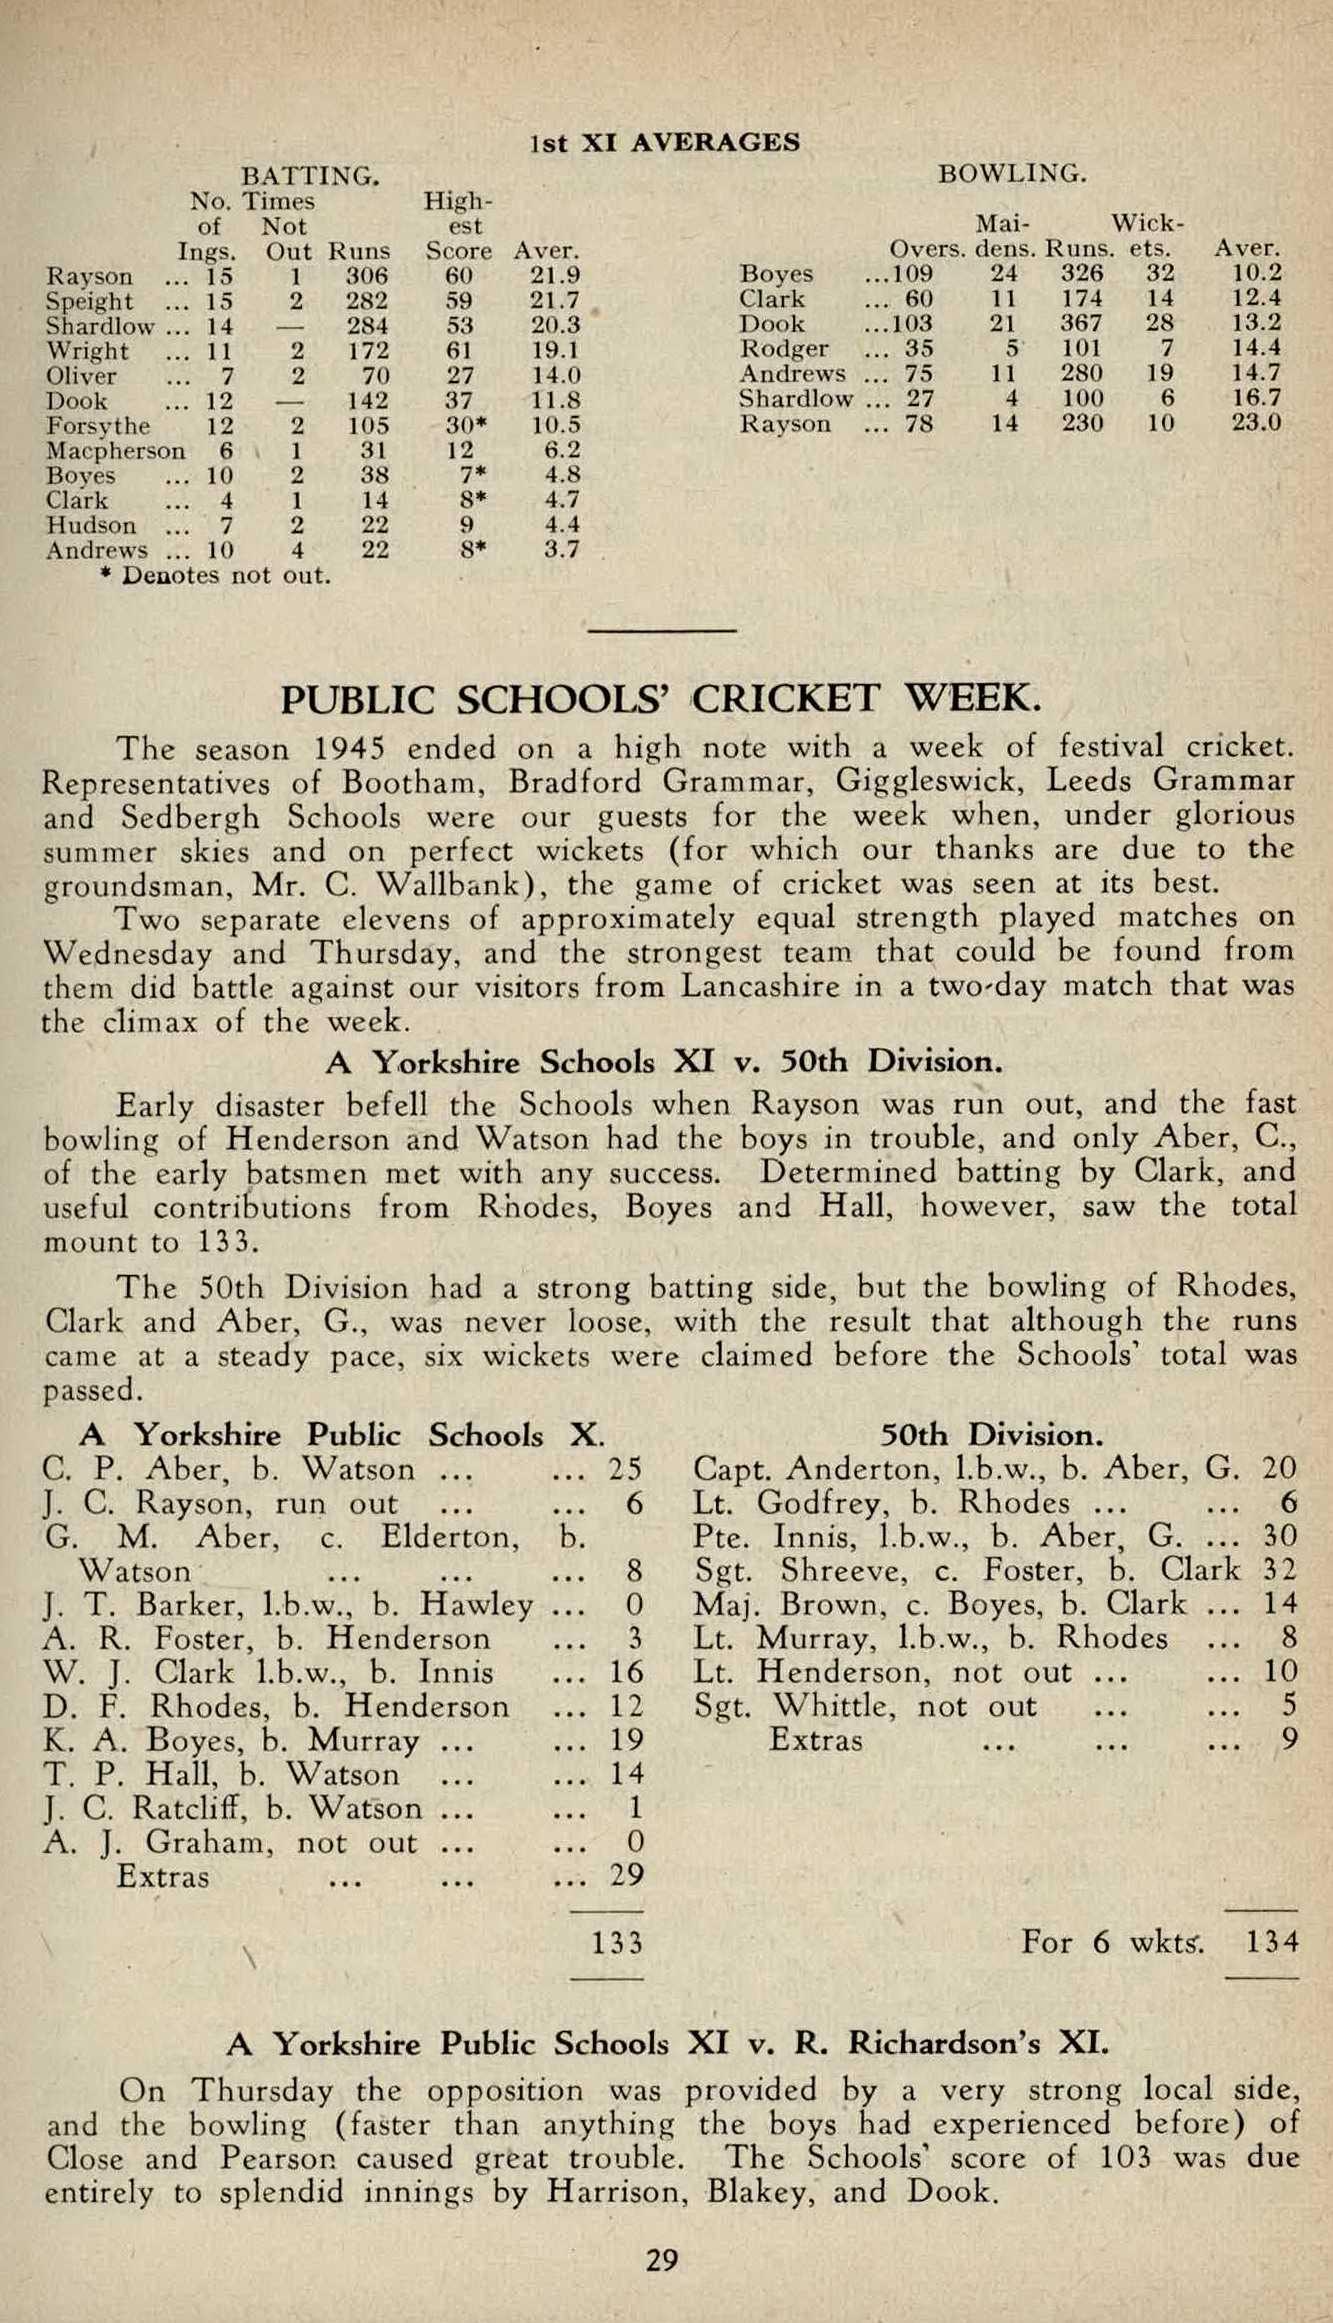 1st XI AVERAGES
BATTING.
No. Times High-
of Not est
Ings. Out Runs Score Aver.
Rayson ... 15 1 306 60 21.9
Speight ... 15 2 282 59 21.7
Shardlow ... 14 — 284 53 20.3
Wright ... 11 2 172 61 19.1
Oliver ... 7 2 70 27 14.0
Dook ... 12 — 142 37 11.8
Forsythe 12 2 105 30* 10.5
Macpherson 6 1 31 12 6.2
Boyes ... 10 2 38 7* 4.8
Clark ... 4 1 14 8* 4.7
Hudson ... 7 2 22 9 4.4
Andrews ... 10 4 22 8* 3.7
* Denotes not out.
BOWLING.
Mai- Wick-
Overs. dens. Runs. ets. Aver.
Boyes ...109 24 326 32 10.2
Clark ... 60 11 174 14 12.4
Dook ...103 21 367 28 13.2
Rodger ... 35 5 101 7 14.4
Andrews ... 75 11 280 19 14.7
Shardlow ... 27 4 100 6 16.7
Rayson ... 78 14 230 10 23.0
PUBLIC SCHOOLS' CRICKET WEEK.
The season 1945 ended on a high note with a week of festival cricket.
Representatives of Bootham, Bradford Grammar, Giggleswick, Leeds Grammar
and Sedbergh Schools were our guests for the week when, under glorious
summer skies and on perfect wickets (for which our thanks are due to the
groundsman, Mr. C. Wallbank), the game of cricket was seen at its best.
Two separate elevens of approximately equal strength played matches on
Wednesday and Thursday, and the strongest team that could be found from
them did battle against our visitors from Lancashire in a two-day match that was
the climax of the week.
A Yorkshire Schools XI v. 50th Division.
Early disaster befell the Schools when Rayson was run out, and the fast
bowling of Henderson and Watson had the boys in trouble, and only Aber, C.,
of the early batsmen met with any success. Determined batting by Clark, and
useful contributions from Rhodes, Boyes and Hall, however, saw the total
mount to 133.
The 50th Division had a strong batting side, but the bowling of Rhodes,
Clark and Aber, G., was never loose, with the result that although the runs
came at a steady pace, six wickets were claimed before the Schools' total was
passed.
A Yorkshire Public Schools X.
C. P. Aber, b. Watson ... ... 25
J. C. Rayson, run out ... ... 6
G. M. Aber, c. Elderton, b.
Watson ... ... ... 8
J. T. Barker, l.b.w., b. Hawley ... 0
A. R. Foster, b. Henderson ... 3
W. J. Clark l.b.w., b. Innis ... 16
D. F. Rhodes, b. Henderson ... 12
K. A. Boyes, b. Murray ... ... 19
T. P. Hall, b. Watson ... ... 14
J. C. Ratcliff, b. Watson ... ... 1
A. J. Graham, not out ... ... 0
Extras ... ... ... 29
133
50th Division.
Capt. Anderton, l.b.w., b. Aber, G. 20
Lt. Godfrey, b. Rhodes ... ... 6
Pte. Innis, l.b.w., b. Aber, G. ... 30
Sgt. Shreeve, c. Foster, b. Clark 32
Maj. Brown, c. Boyes, b. Clark ... 14
Lt. Murray, l.b.w., b. Rhodes ... 8
Lt. Henderson, not out ... ... 10
Sgt. Whittle, not out ... ... 5
Extras ... ... ... 9
For 6 wkts. 134
A Yorkshire Public Schools XI v. R. Richardson's XI.
On Thursday the opposition was provided by a very strong local side,
and the bowling (faster than anything the boys had experienced before) of
Close and Pearson caused great trouble. The Schools' score of 103 was due
entirely to splendid innings by Harrison, Blakey, and Dook.
29